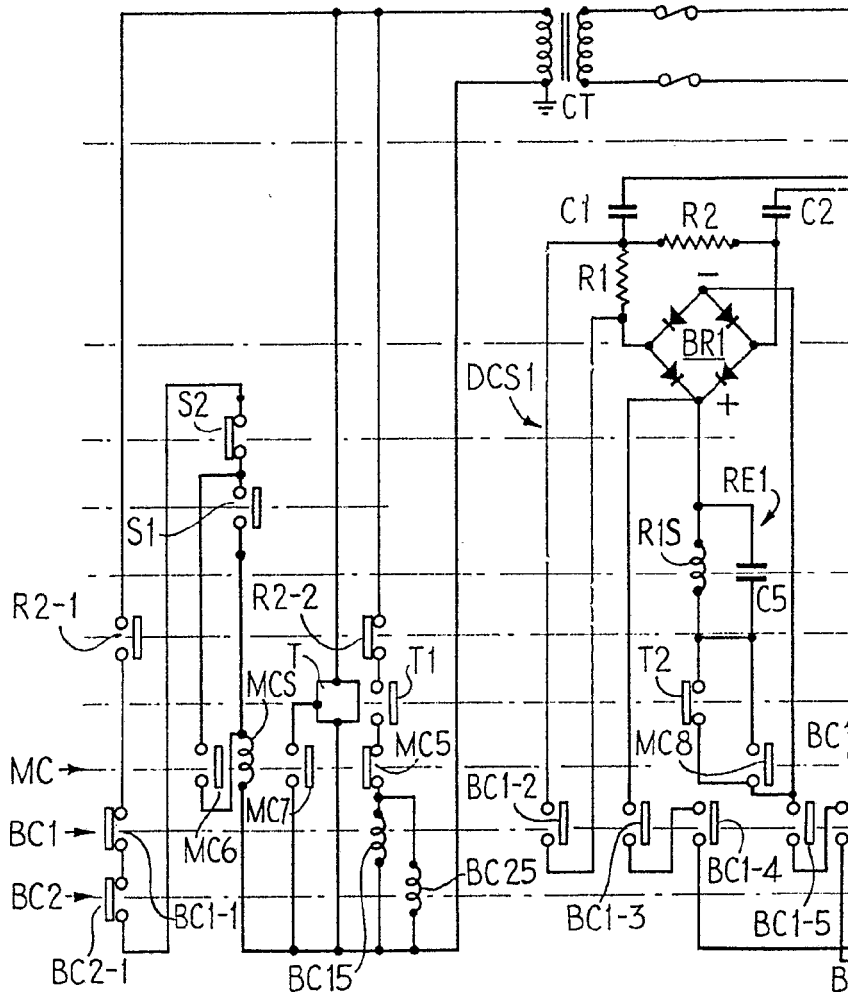 CT
C1
R2
C2
R1
−
BR1
DCS1
+
S2
S1
RE1
R1S
C5
R2-1
R2-2
T
T1
T2
MCS
MC5
MC8
BC1
MC
MC7
BC1-2
BC1
MC6
BC25
BC1-4
BC2
BC1-1
BC1-3
BC1-5
BC2-1
BC15
B